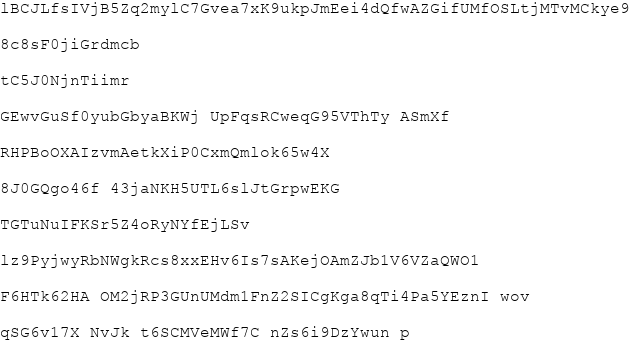 lBCJLfsIVjB5Zq2mylC7Gvea7xK9ukpJmEei4dQfwAZGifUMfOSLtjMTvMCkye9
8c8sF0jiGrdmcb
tC5J0NjnTiimr
GEwvGuSf0yubGbyaBKWj UpFqsRCweqG95VThTy ASmXf
RHPBoOXAIzvmAetkXiP0CxmQmlok65w4X
8J0GQgo46f 43jaNKH5UTL6slJtGrpwEKG
TGTuNuIFKSr5Z4oRyNYfEjLSv
lz9PyjwyRbNWgkRcs8xxEHv6Is7sAKejOAmZJb1V6VZaQWO1
F6HTk62HA OM2jRP3GUnUMdm1FnZ2SICgKga8qTi4Pa5YEznI wov
qSG6v17X NvJk t6SCMVeMWf7C nZs6i9DzYwun p